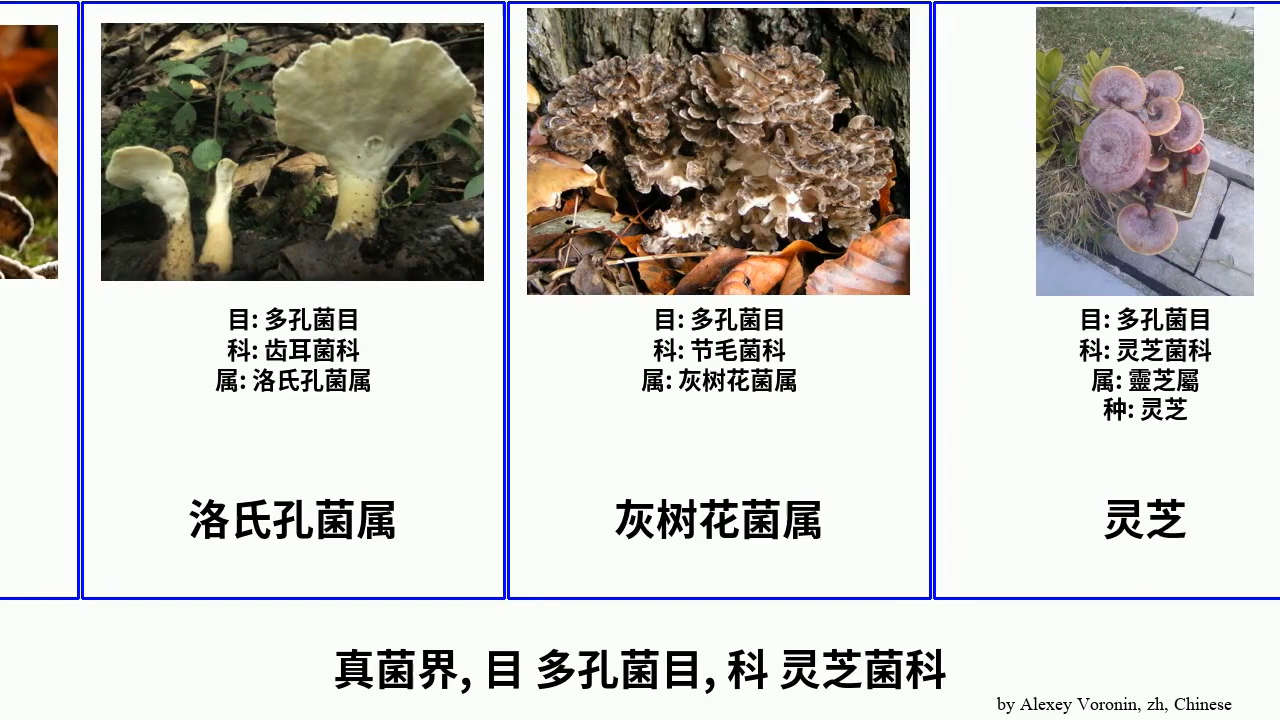 目: 多孔菌目
科: 齿耳菌科
属: 洛氏孔菌属
洛氏孔菌属
目: 多孔菌目
科: 节毛菌科
属: 灰树花菌属
灰树花菌属
目: 多孔菌目
科: 灵芝菌科
属: 靈芝屬
种: 灵芝
灵芝
真菌界, 目 多孔菌目, 科 灵芝菌科
by Alexey Voronin, zh, Chinese